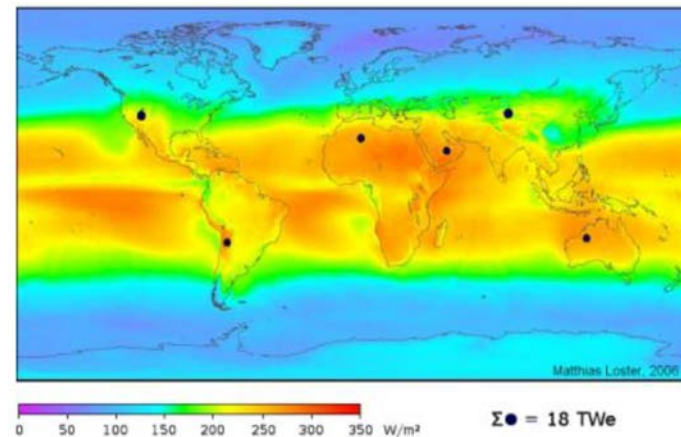 Matthias Loster, 2006
0 50 100 150 200 250 300 350 W/m²
Σ● = 18 TWe